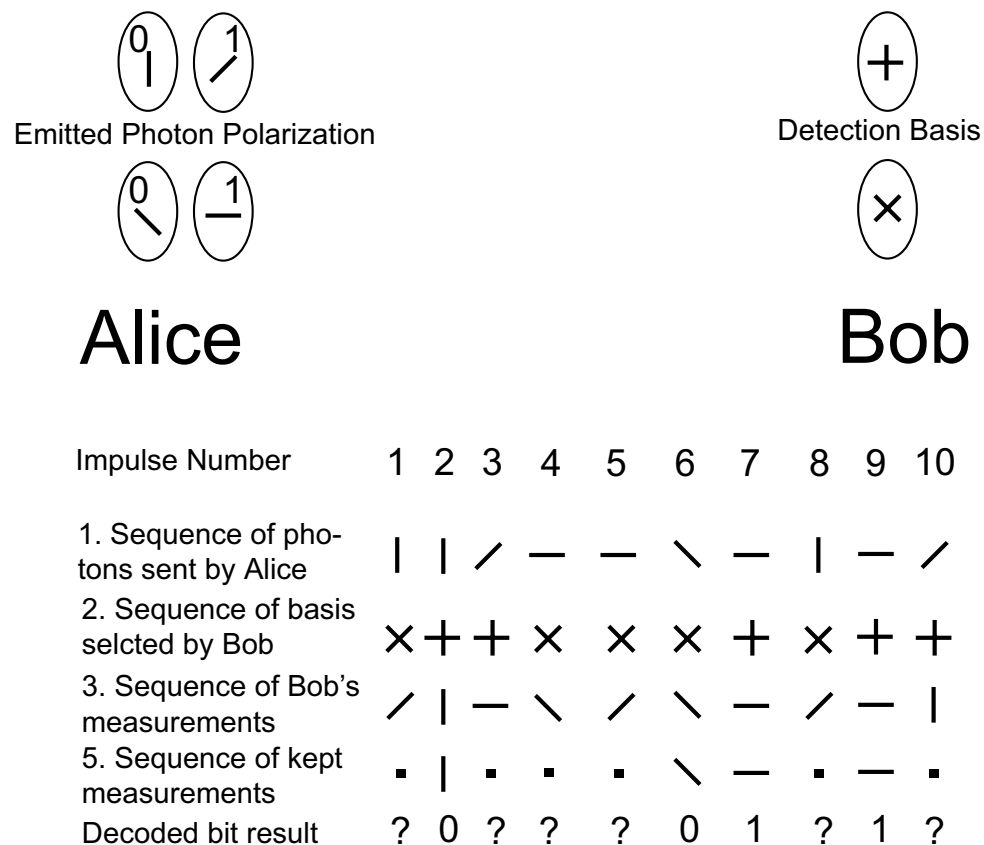 0 1
Emitted Photon Polarization
Detection Basis
0 1
Alice
Bob
Impulse Number 1 2 3 4 5 6 7 8 9 10
1. Sequence of pho-
tons sent by Alice
2. Sequence of basis
selcted by Bob
3. Sequence of Bob's
measurements
5. Sequence of kept
measurements
Decoded bit result ? 0 ? ? ? 0 1 ? 1 ?